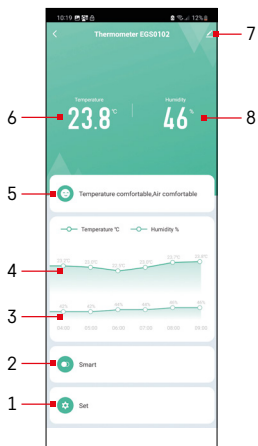 10:19 12%
Thermometer EGS0102
7
Temperature Humidity
6 23.8 °C 46 % 8
5 Temperature comfortable,Air comfortable
Temperature ℃ Humidity %
4
3
04:00 05:00 06:00 07:00 08:00 09:00
2 Smart
1 Set